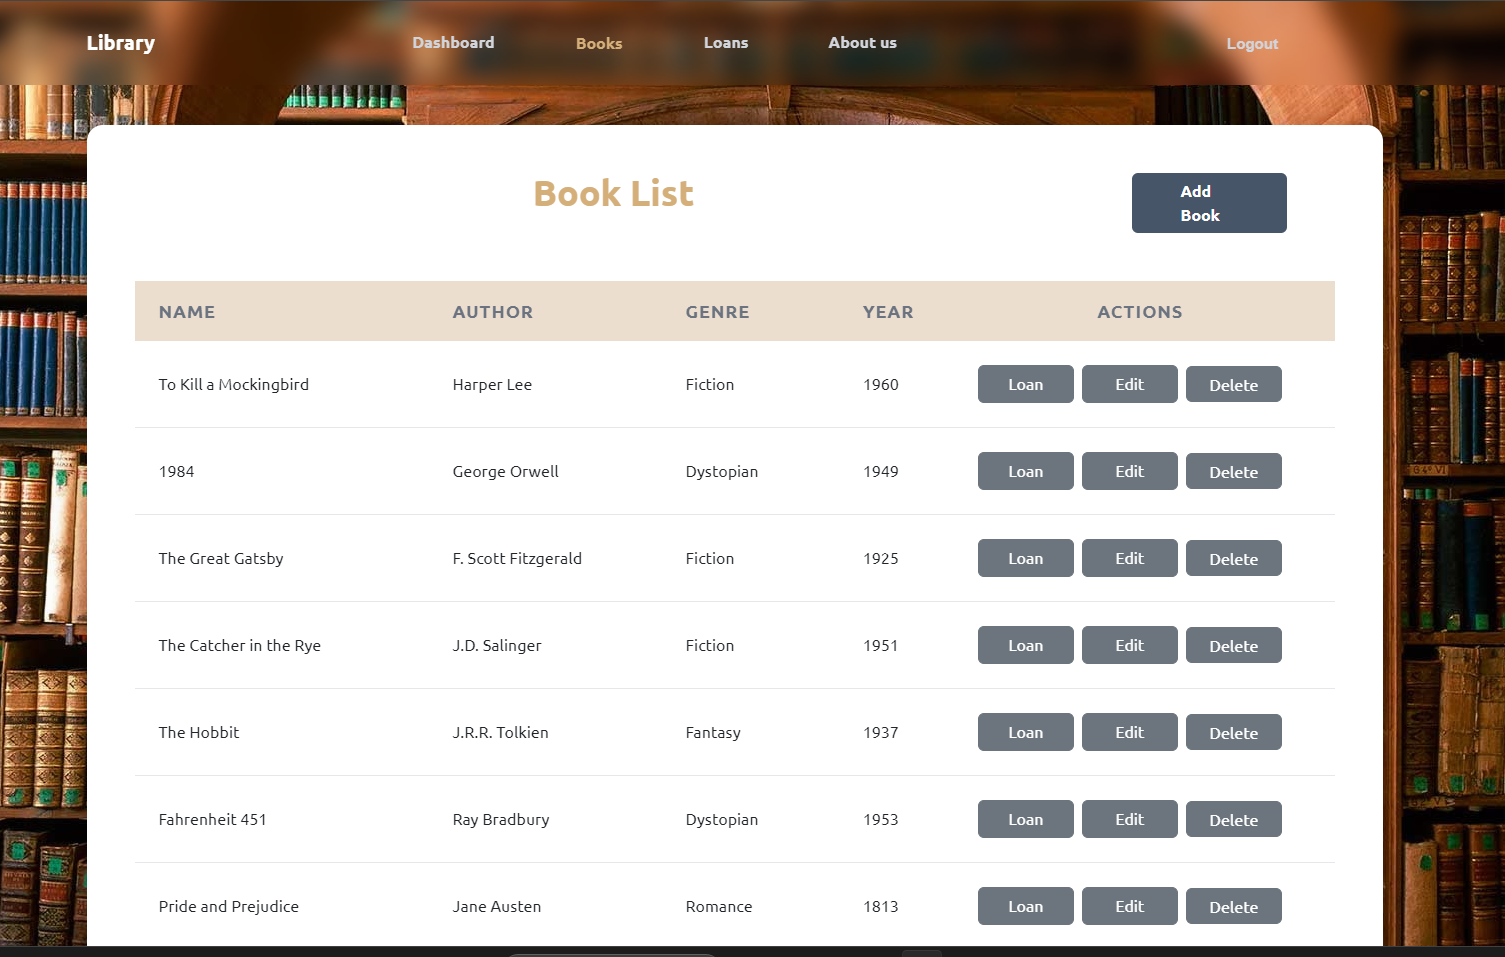 Library Dashboard Books Loans About us Logout
Book List
Add
Book
NAME AUTHOR GENRE YEAR ACTIONS
To Kill a Mockingbird Harper Lee Fiction 1960 Loan Edit Delete
1984 George Orwell Dystopian 1949 Loan Edit Delete
The Great Gatsby F. Scott Fitzgerald Fiction 1925 Loan Edit Delete
The Catcher in the Rye J.D. Salinger Fiction 1951 Loan Edit Delete
The Hobbit J.R.R. Tolkien Fantasy 1937 Loan Edit Delete
Fahrenheit 451 Ray Bradbury Dystopian 1953 Loan Edit Delete
Pride and Prejudice Jane Austen Romance 1813 Loan Edit Delete